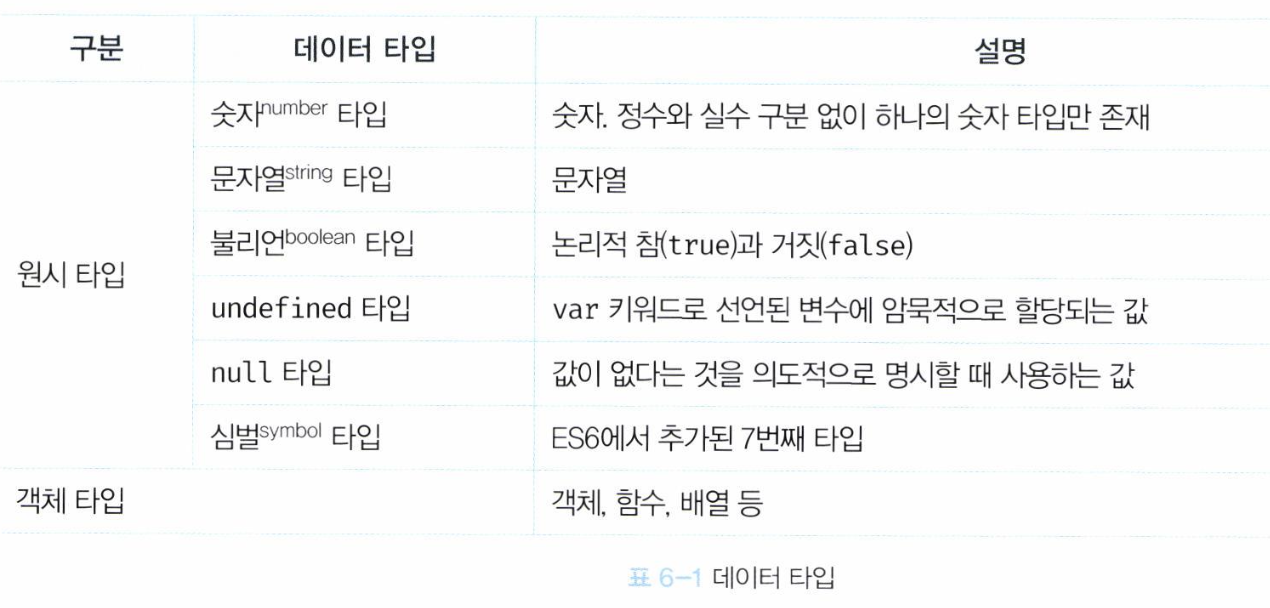 구분 데이터 타입 설명
숫자number 타입 숫자. 정수와 실수 구분 없이 하나의 숫자 타입만 존재
문자열string 타입 문자열
불리언boolean 타입 논리적 참(true)과 거짓(false)
원시 타입
undefined 타입 var 키워드로 선언된 변수에 암묵적으로 할당되는 값
null 타입 값이 없다는 것을 의도적으로 명시할 때 사용하는 값
심벌symbol 타입 ES6에서 추가된 7번째 타입
객체 타입 객체, 함수, 배열 등
표 6-1 데이터 타입